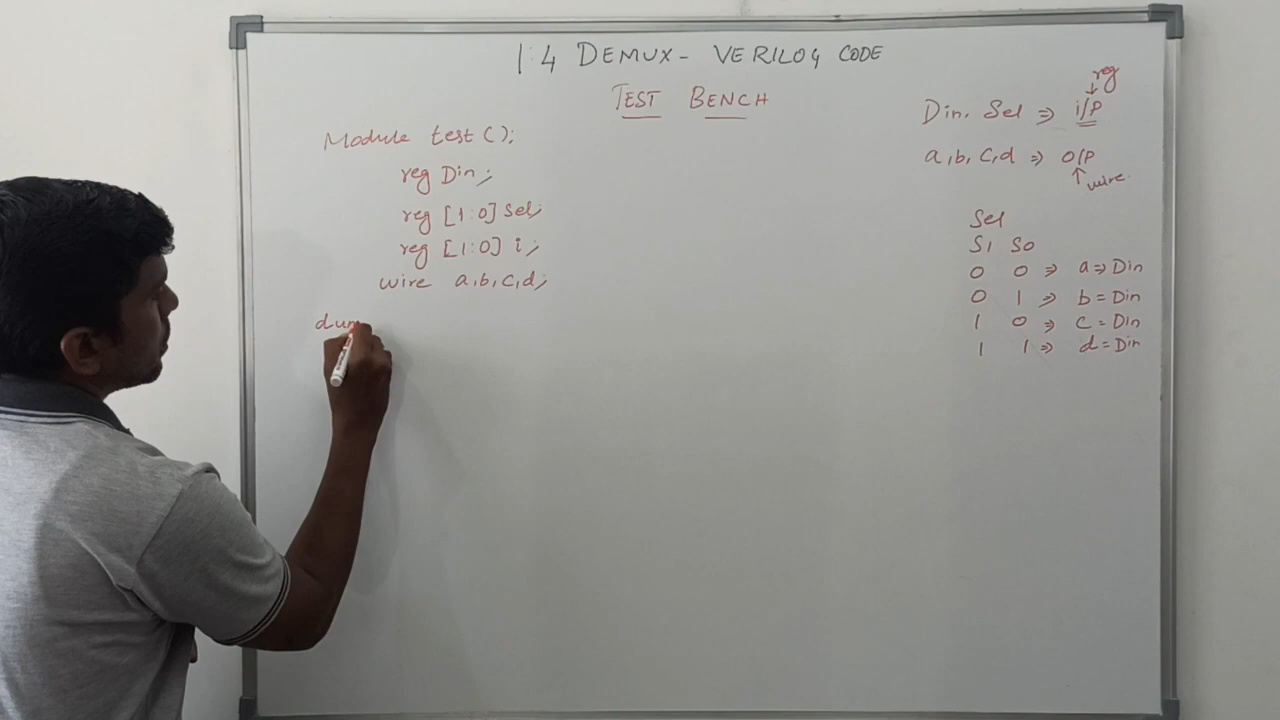 1:4 DEMUX - VERILOG CODE
TEST BENCH
Module test ();
reg Din;
reg [1:0] Sel;
reg [1:0] i;
wire a,b,c,d;
dum
reg
Din, Sel ⇒ i/P
a,b,c,d ⇒ O/P
wire
Sel
S1 S0
0 0 ⇒ a ⇒ Din
0 1 ⇒ b = Din
1 0 ⇒ c = Din
1 1 ⇒ d = Din